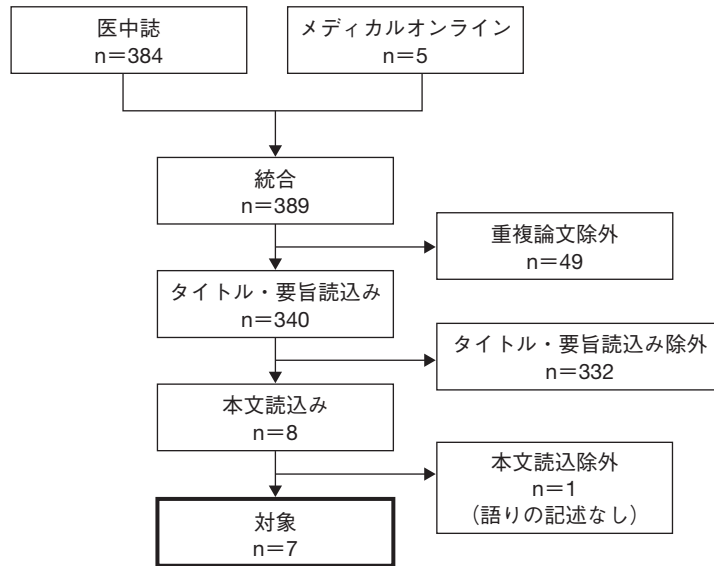 医中誌
n=384
メディカルオンライン
n=5
統合
n=389
重複論文除外
n=49
タイトル・要旨読込み
n=340
タイトル・要旨読込み除外
n=332
本文読込み
n=8
本文読込除外
n=1
（語りの記述なし）
対象
n=7